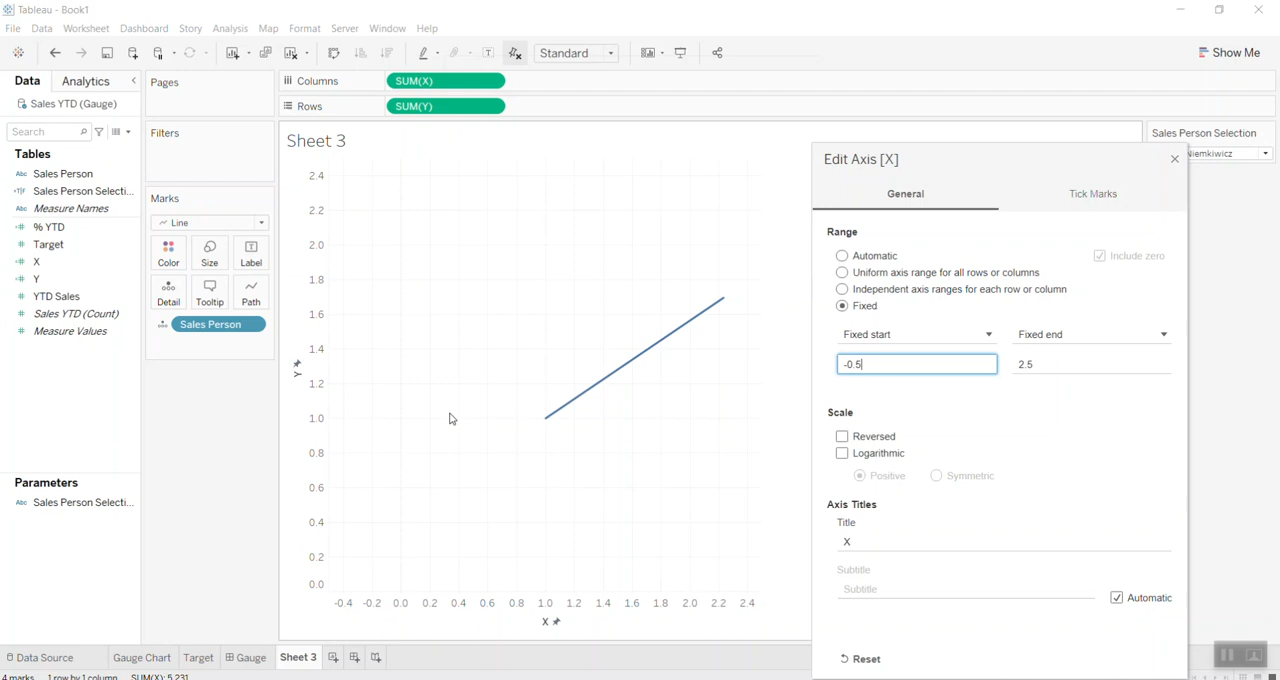 Tableau - Book1
File Data Worksheet Dashboard Story Analysis Map Format Server Window Help
Standard
Show Me
Data Analytics
Pages
Columns SUM(X)
Sales YTD (Gauge)
Rows SUM(Y)
Search
Filters
Sheet 3
Sales Person Selection
Niemkiwicz
Tables
Abc Sales Person
T|F Sales Person Selecti...
Abc Measure Names
# % YTD
# Target
# X
# Y
# YTD Sales
# Sales YTD (Count)
# Measure Values
Marks
Line
Color Size Label
Detail Tooltip Path
Sales Person
Parameters
Abc Sales Person Selecti...
2.4
2.2
2.0
1.8
1.6
1.4
1.2
1.0
0.8
0.6
0.4
0.2
0.0
Y
-0.4 -0.2 0.0 0.2 0.4 0.6 0.8 1.0 1.2 1.4 1.6 1.8 2.0 2.2 2.4
X
Edit Axis [X]
General Tick Marks
Range
Automatic Include zero
Uniform axis range for all rows or columns
Independent axis ranges for each row or column
Fixed
Fixed start Fixed end
-0.5 2.5
Scale
Reversed
Logarithmic
Positive Symmetric
Axis Titles
Title
X
Subtitle
Subtitle
Automatic
Reset
Data Source Gauge Chart Target Gauge Sheet 3
4 marks 1 row by 1 column SUM(X): 5.231